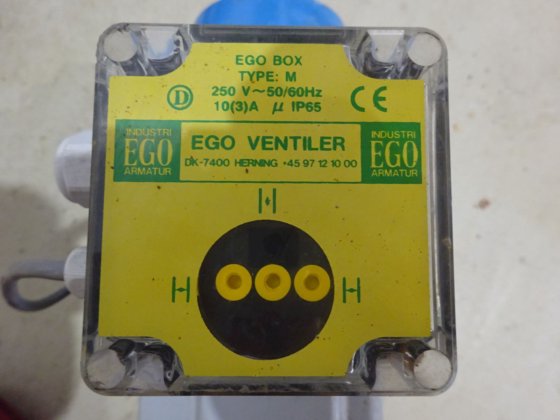 EGO BOX
TYPE: M
250 V~50/60Hz
10(3)A μ IP65
D
CE
INDUSTRI
EGO
ARMATUR
EGO VENTILER
DK-7400 HERNING +45 97 12 10 00
INDUSTRI
EGO
ARMATUR